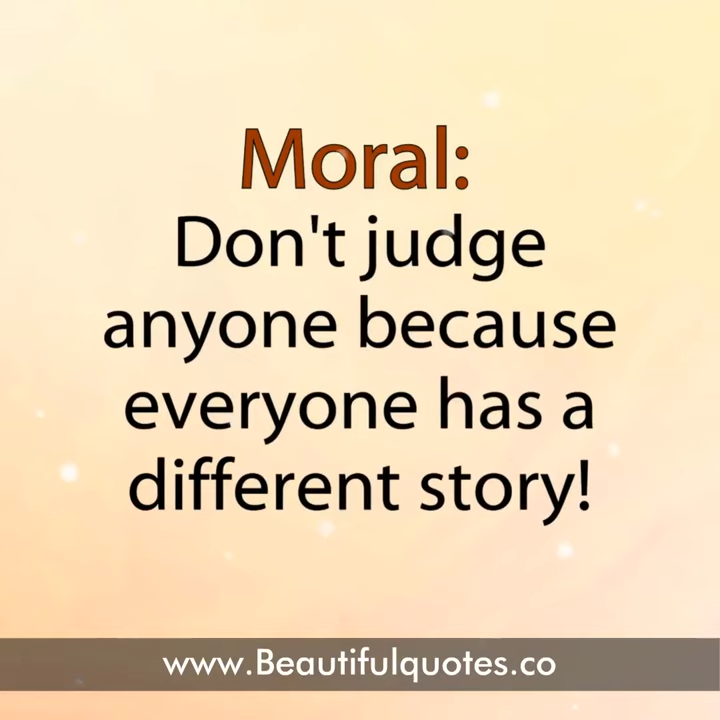 Moral:
Don't judge
anyone because
everyone has a
different story!
www.Beautifulquotes.co